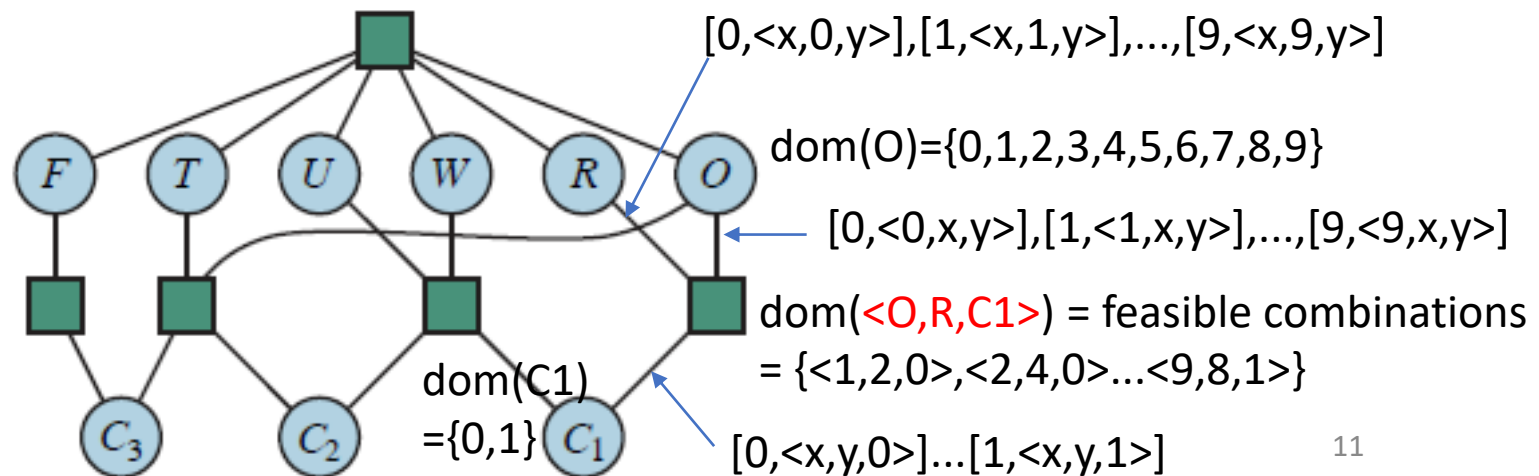 [0,<x,0,y>],[1,<x,1,y>],...,[9,<x,9,y>]
F T U W R O
dom(O)={0,1,2,3,4,5,6,7,8,9}
[0,<0,x,y>],[1,<1,x,y>],...,[9,<9,x,y>]
dom(<O,R,C1>) = feasible combinations
= {<1,2,0>,<2,4,0>...<9,8,1>}
dom(C1)
={0,1}
C3 C2 C1
[0,<x,y,0>]...[1,<x,y,1>]
11